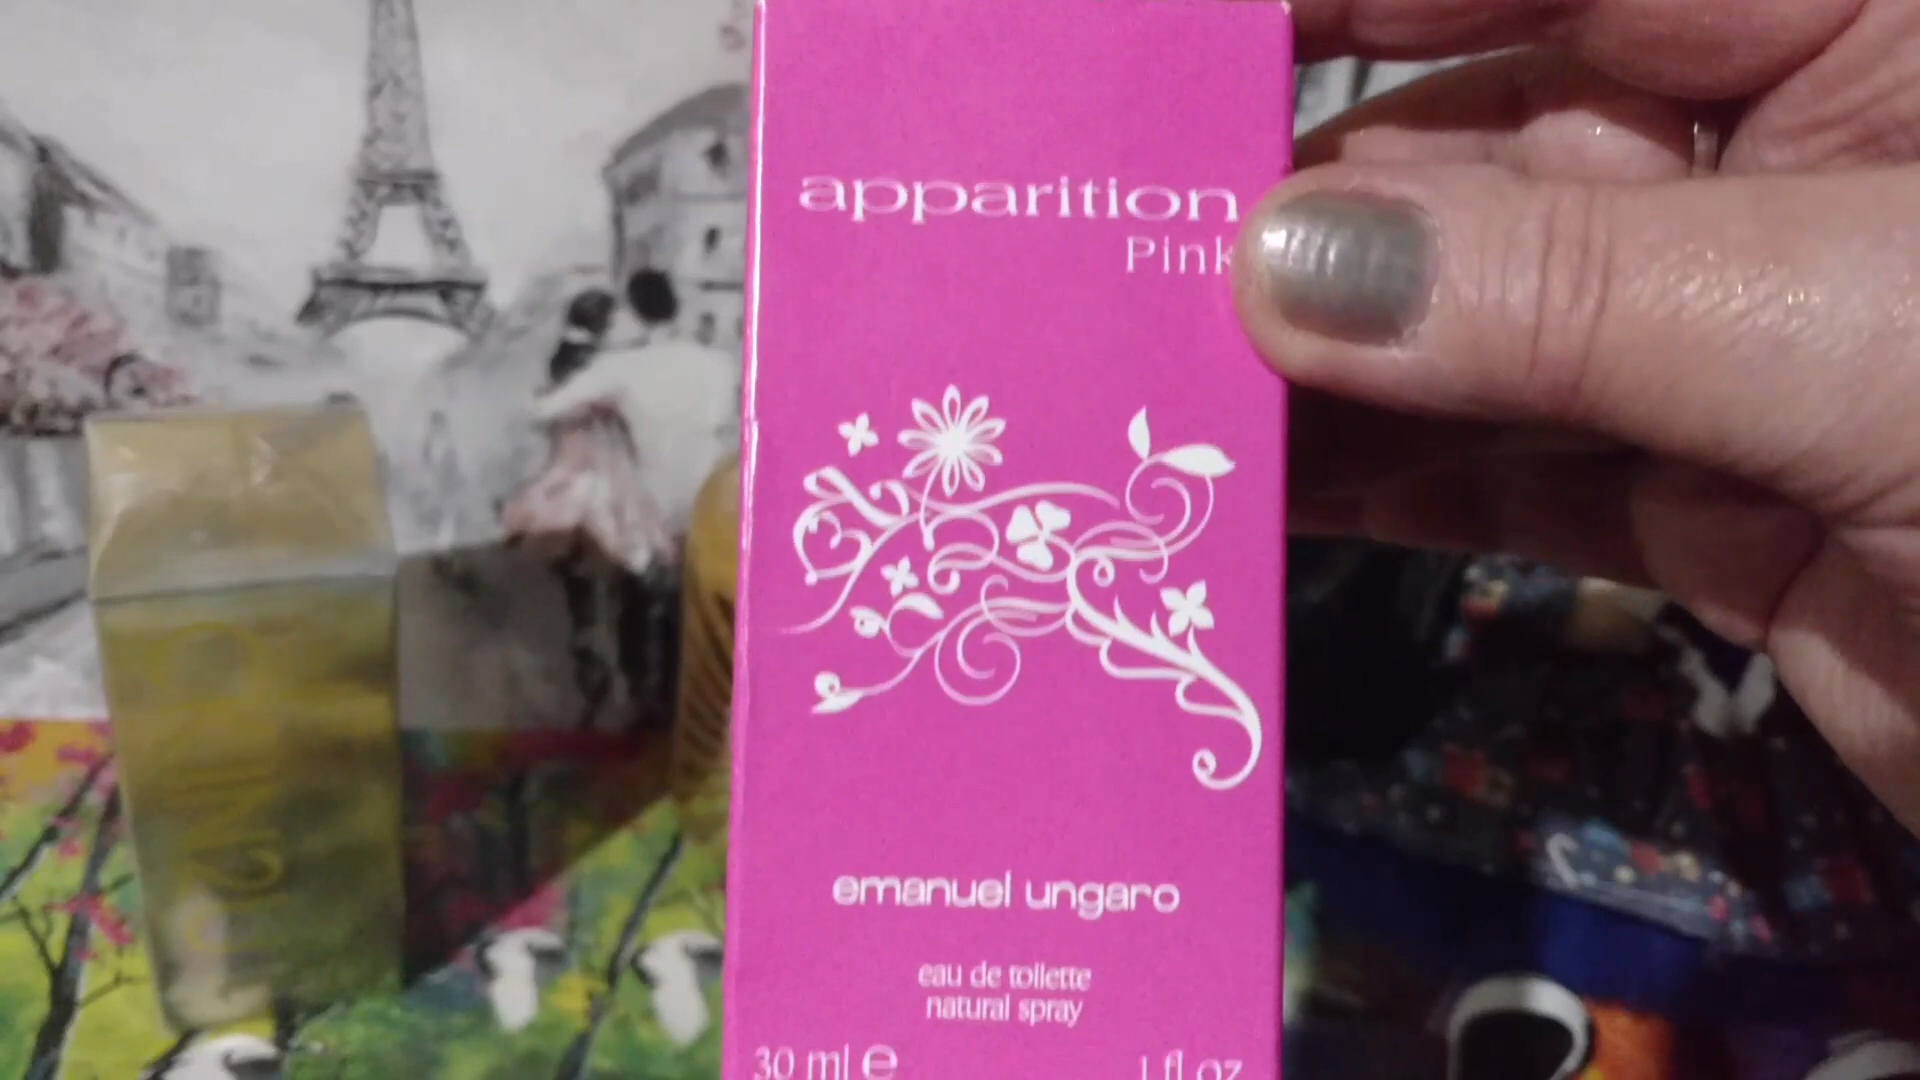 apparition
Pink
emanuel ungaro
eau de toilette
natural spray
30 ml e 1 fl oz